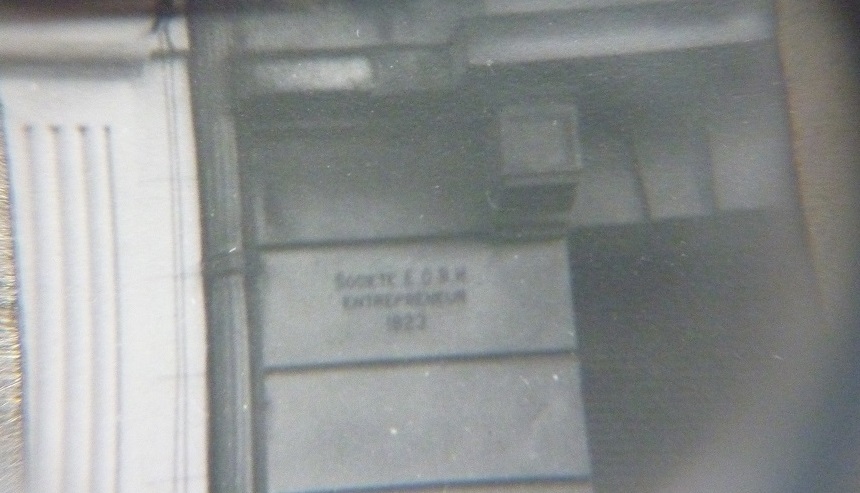 SOCIETE E.G.B.M.
ENTREPRENEUR
1923